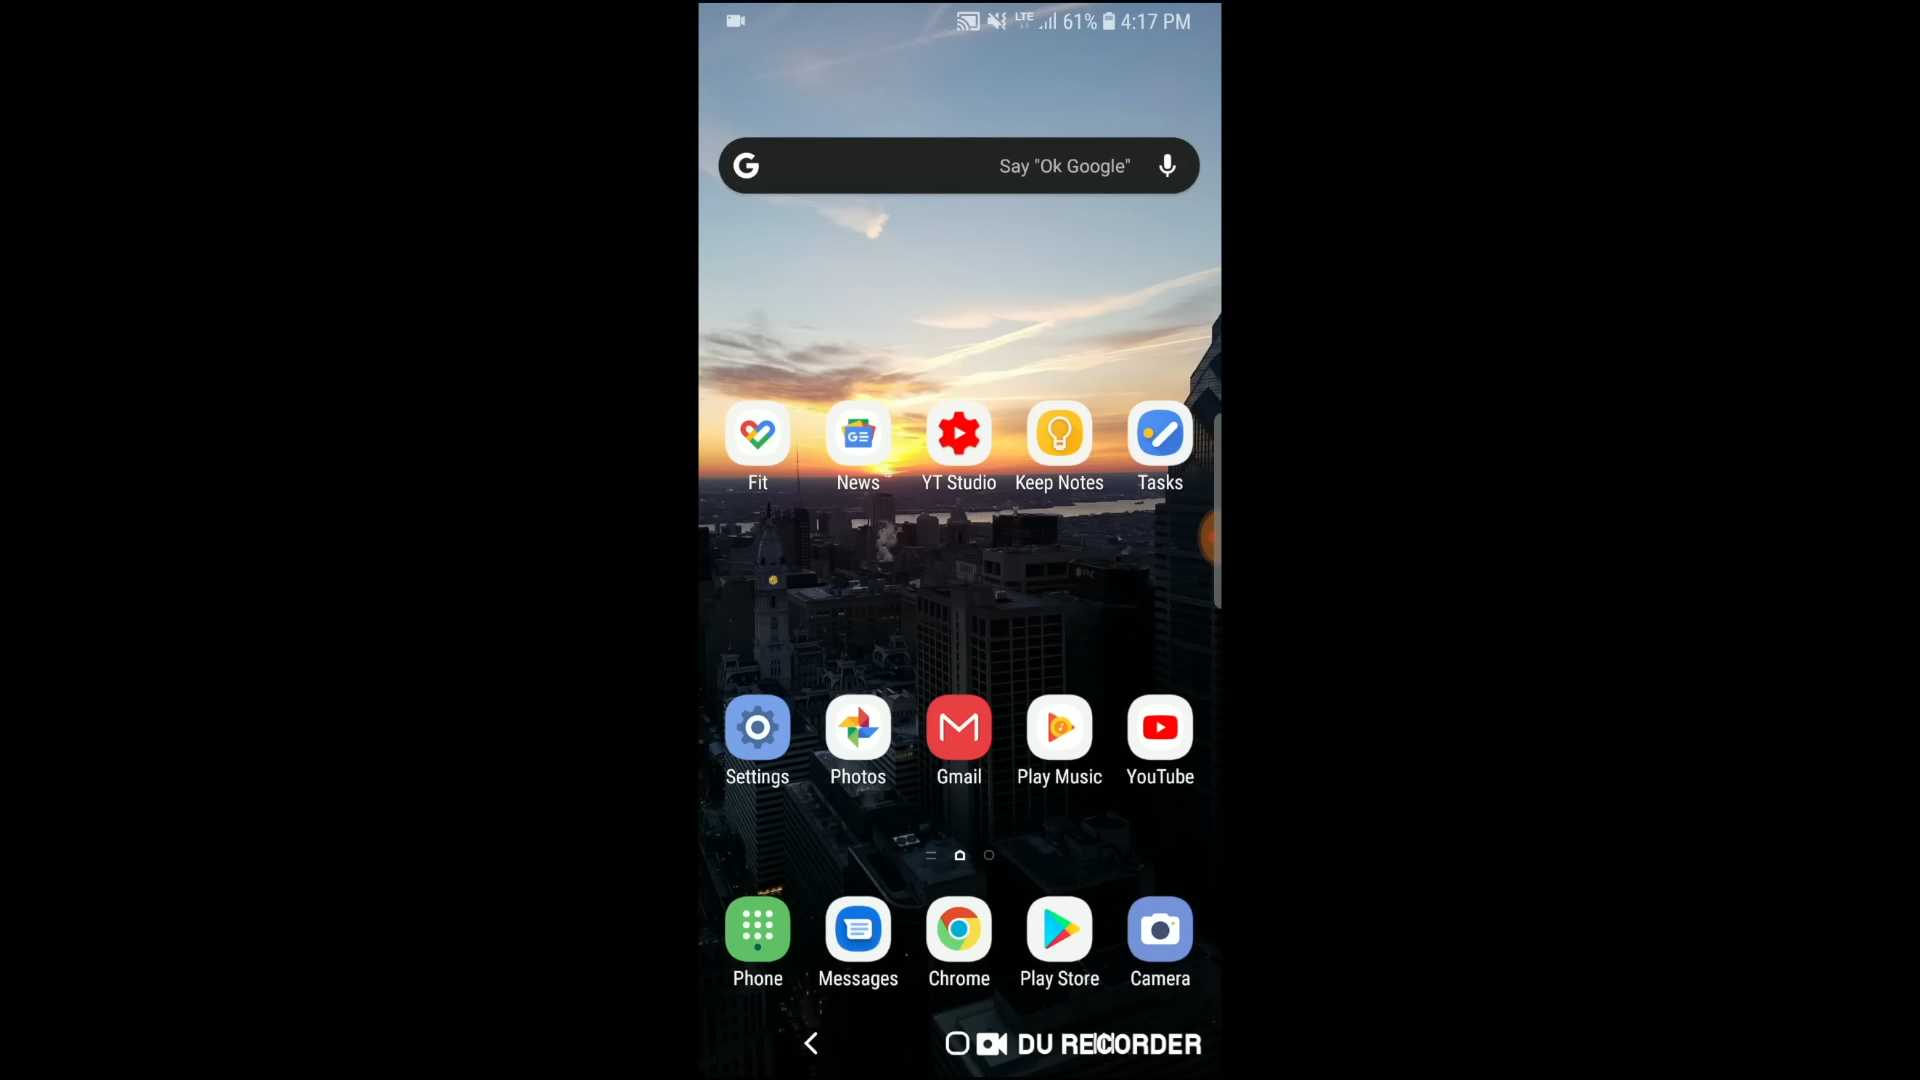 LTE 61% 4:17 PM
G Say "Ok Google"
Fit News YT Studio Keep Notes Tasks
Settings Photos Gmail Play Music YouTube
Phone Messages Chrome Play Store Camera
DU RECORDER